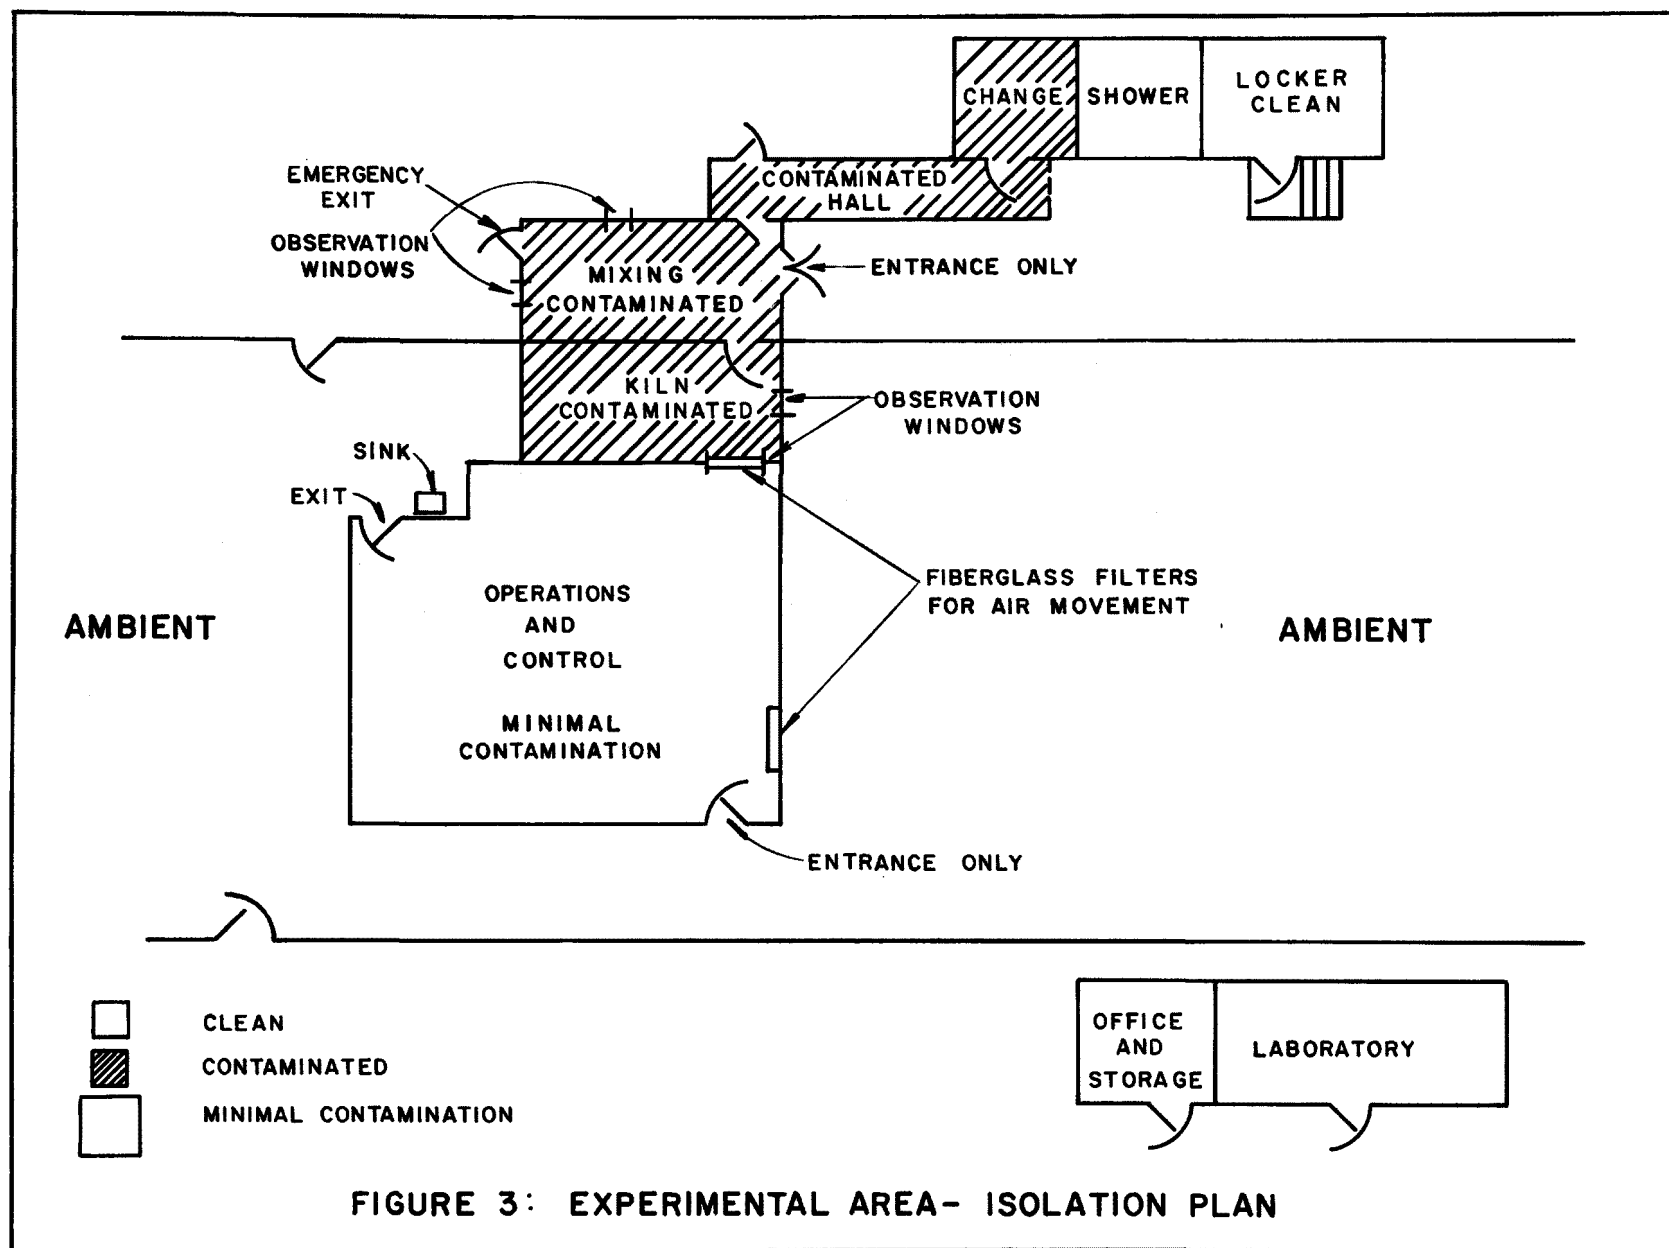 CHANGE
SHOWER
LOCKER
CLEAN
EMERGENCY
EXIT
CONTAMINATED
HALL
OBSERVATION
WINDOWS
MIXING
CONTAMINATED
ENTRANCE ONLY
KILN
CONTAMINATED
OBSERVATION
WINDOWS
SINK
EXIT
OPERATIONS
AND
CONTROL
MINIMAL
CONTAMINATION
FIBERGLASS FILTERS
FOR AIR MOVEMENT
AMBIENT
AMBIENT
ENTRANCE ONLY
CLEAN
CONTAMINATED
MINIMAL CONTAMINATION
OFFICE
AND
STORAGE
LABORATORY
FIGURE 3: EXPERIMENTAL AREA- ISOLATION PLAN